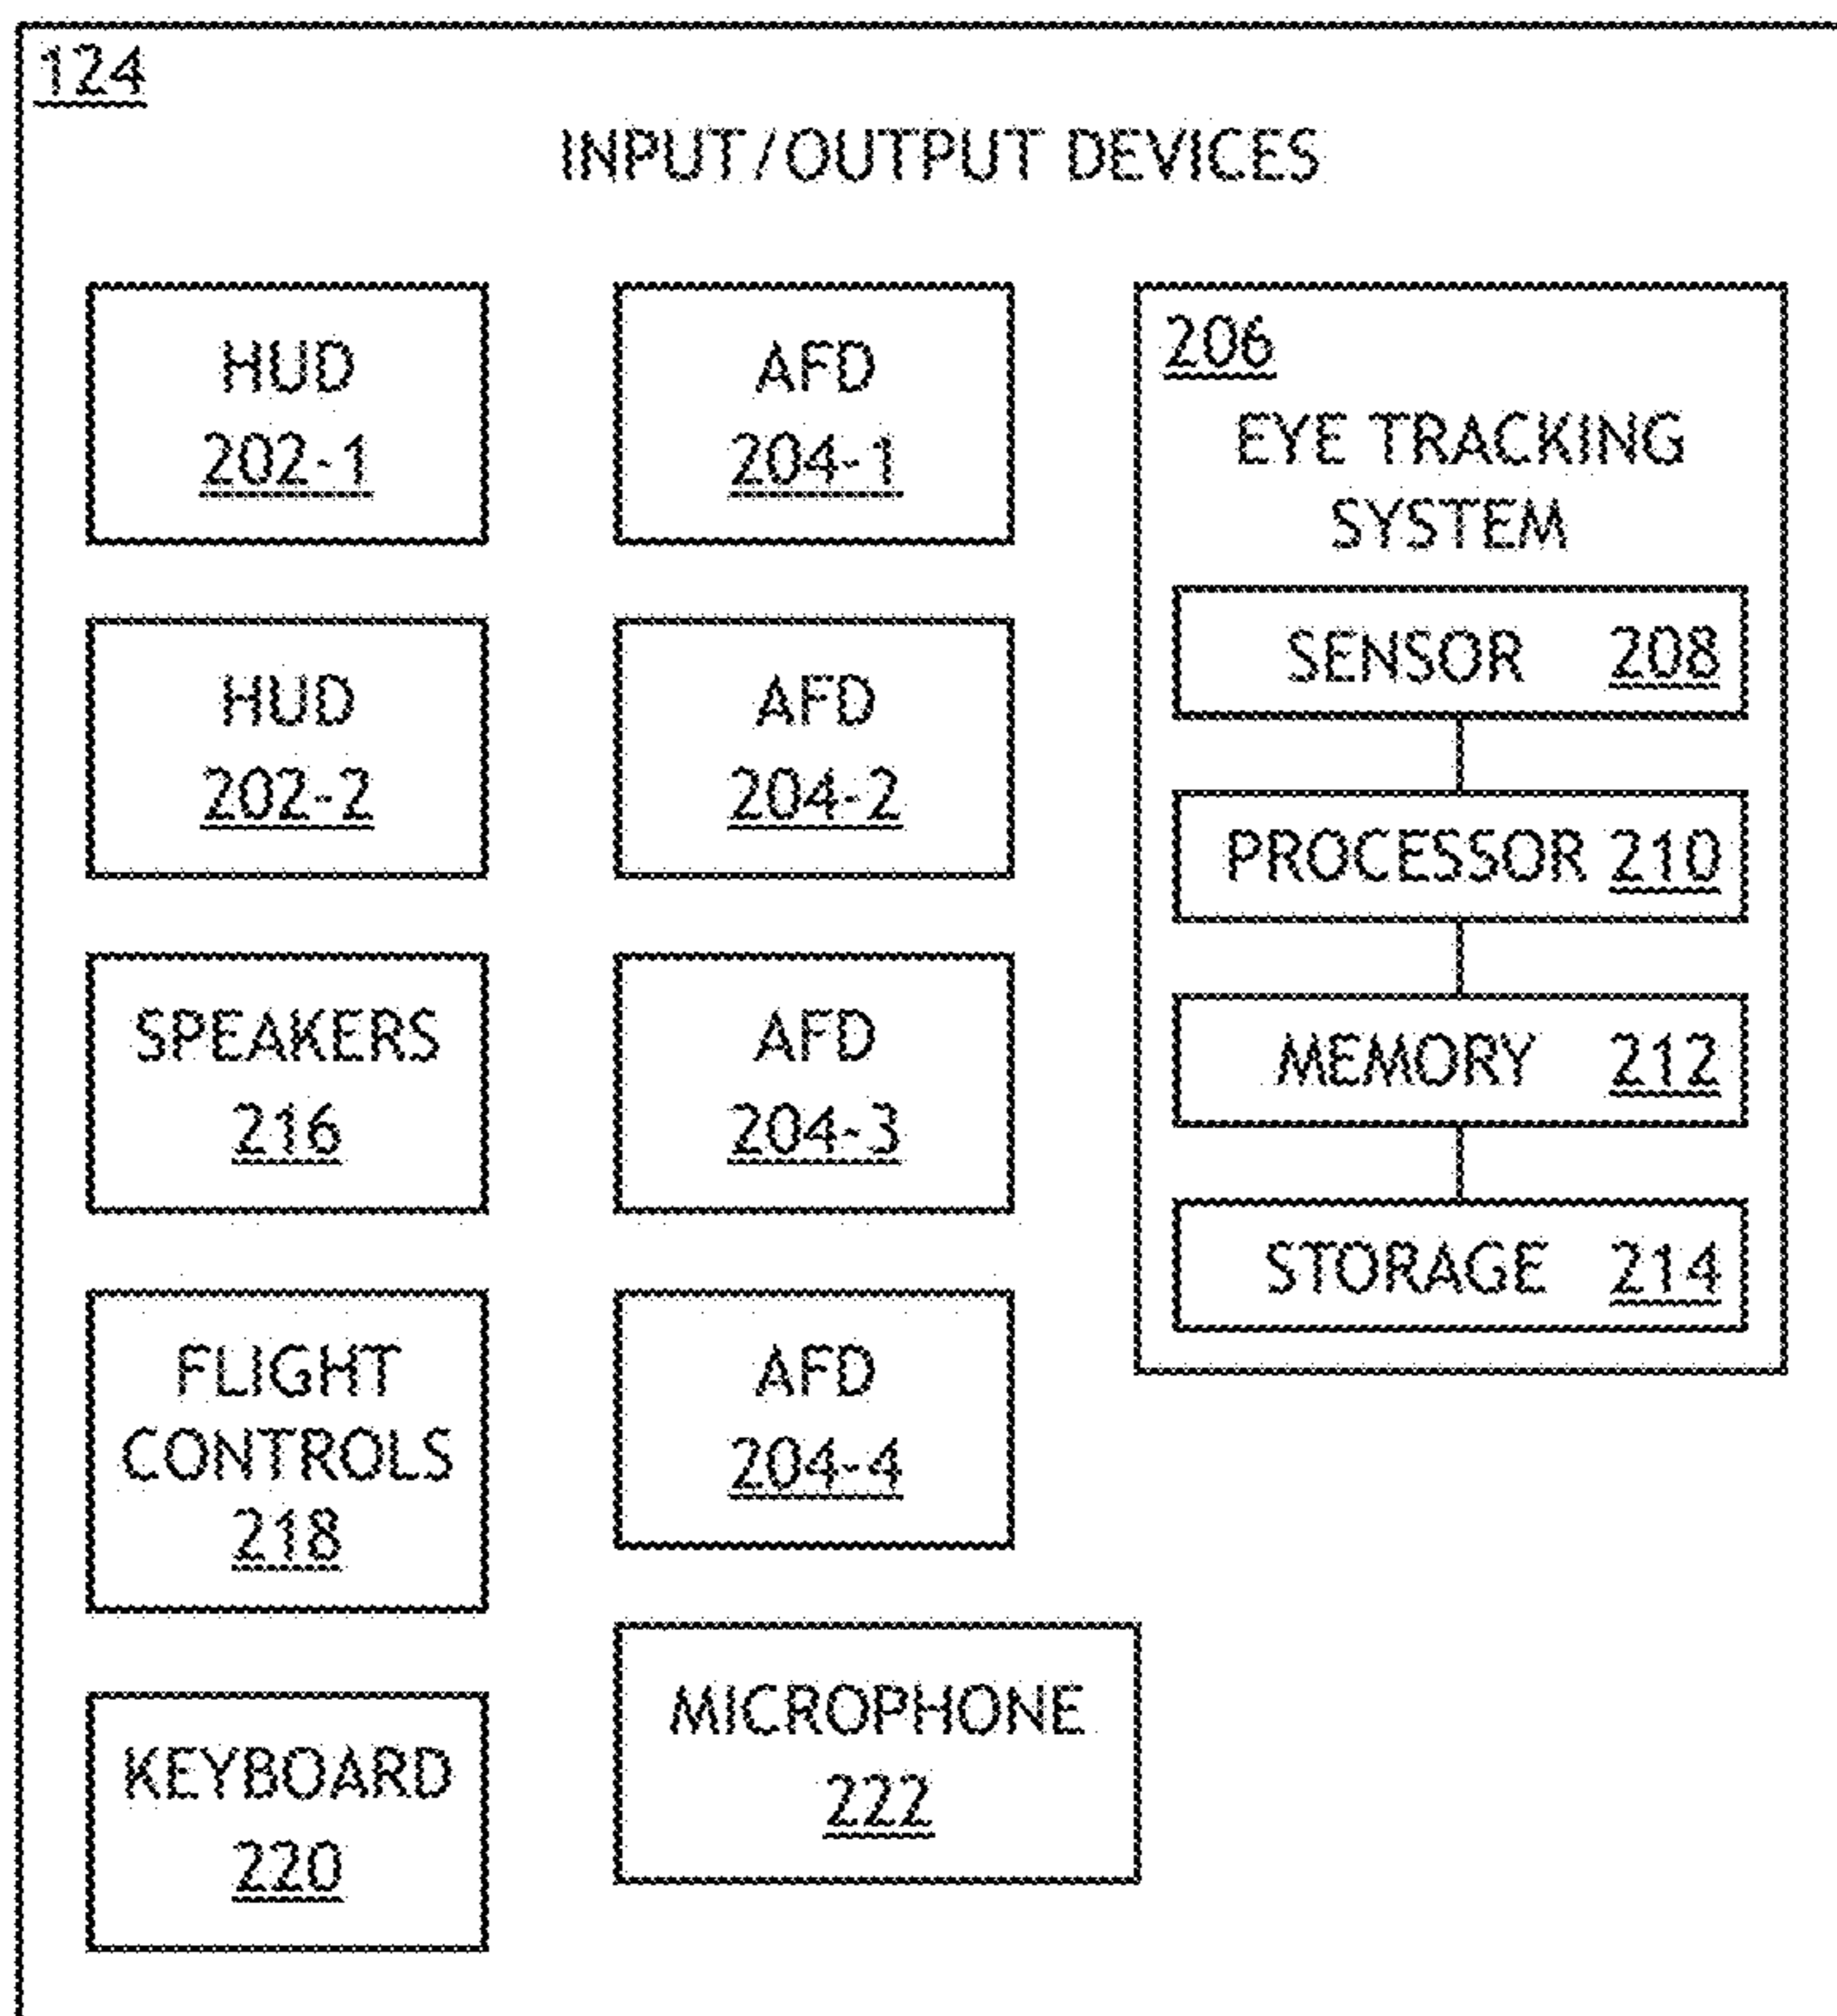 124
INPUT/OUTPUT DEVICES
HUD
202-1
AFD
204-1
206
EYE TRACKING
SYSTEM
SENSOR 208
PROCESSOR 210
MEMORY 212
STORAGE 214
HUD
202-2
AFD
204-2
SPEAKERS
216
AFD
204-3
FLIGHT
CONTROLS
218
AFD
204-4
KEYBOARD
220
MICROPHONE
222